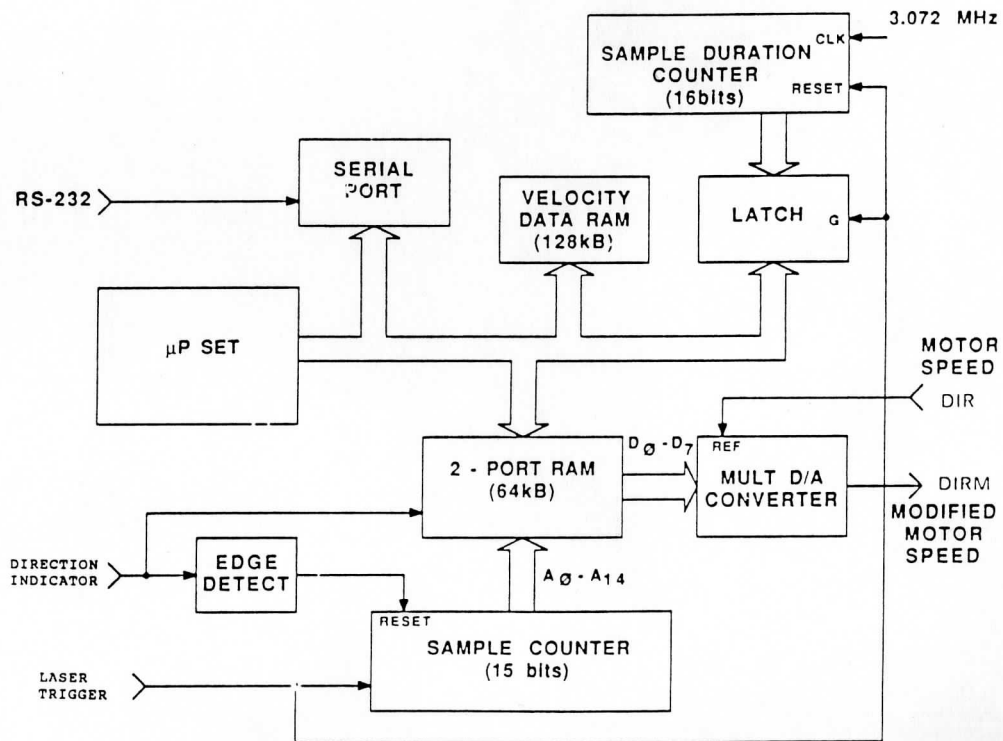 3.072 MHz
CLK
SAMPLE DURATION
COUNTER
(16bits)
RESET
SERIAL
PORT
RS-232
VELOCITY
DATA RAM
(128kB)
LATCH
G
µP SET
MOTOR
SPEED
DIR
REF
D∅-D7
2 - PORT RAM
(64kB)
MULT D/A
CONVERTER
DIRM
MODIFIED
MOTOR
SPEED
DIRECTION
INDICATOR
EDGE
DETECT
A∅-A14
RESET
SAMPLE COUNTER
(15 bits)
LASER
TRIGGER